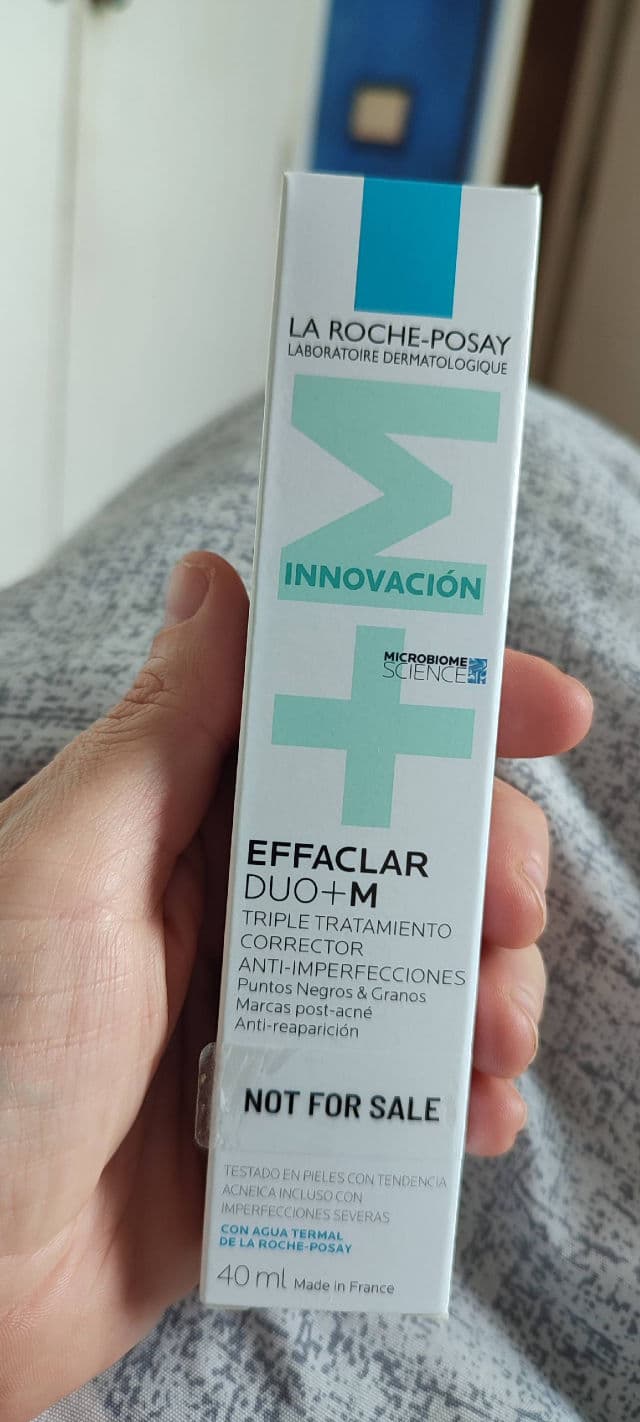 LA ROCHE-POSAY
LABORATOIRE DERMATOLOGIQUE
M
INNOVACIÓN
+
MICROBIOME
SCIENCE
EFFACLAR
DUO+M
TRIPLE TRATAMIENTO
CORRECTOR
ANTI-IMPERFECCIONES
Puntos Negros & Granos
Marcas post-acné
Anti-reaparición
NOT FOR SALE
TESTADO EN PIELES CON TENDENCIA
ACNEICA INCLUSO CON
IMPERFECCIONES SEVERAS
CON AGUA TERMAL
DE LA ROCHE-POSAY
40 ml Made in France